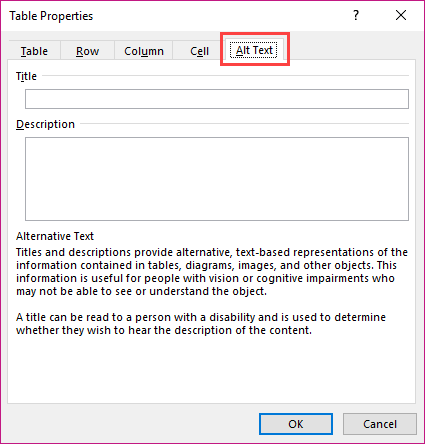 Table Properties
?
Table Row Column Cell Alt Text
Title
Description
Alternative Text
Titles and descriptions provide alternative, text-based representations of the
information contained in tables, diagrams, images, and other objects. This
information is useful for people with vision or cognitive impairments who
may not be able to see or understand the object.
A title can be read to a person with a disability and is used to determine
whether they wish to hear the description of the content.
OK Cancel